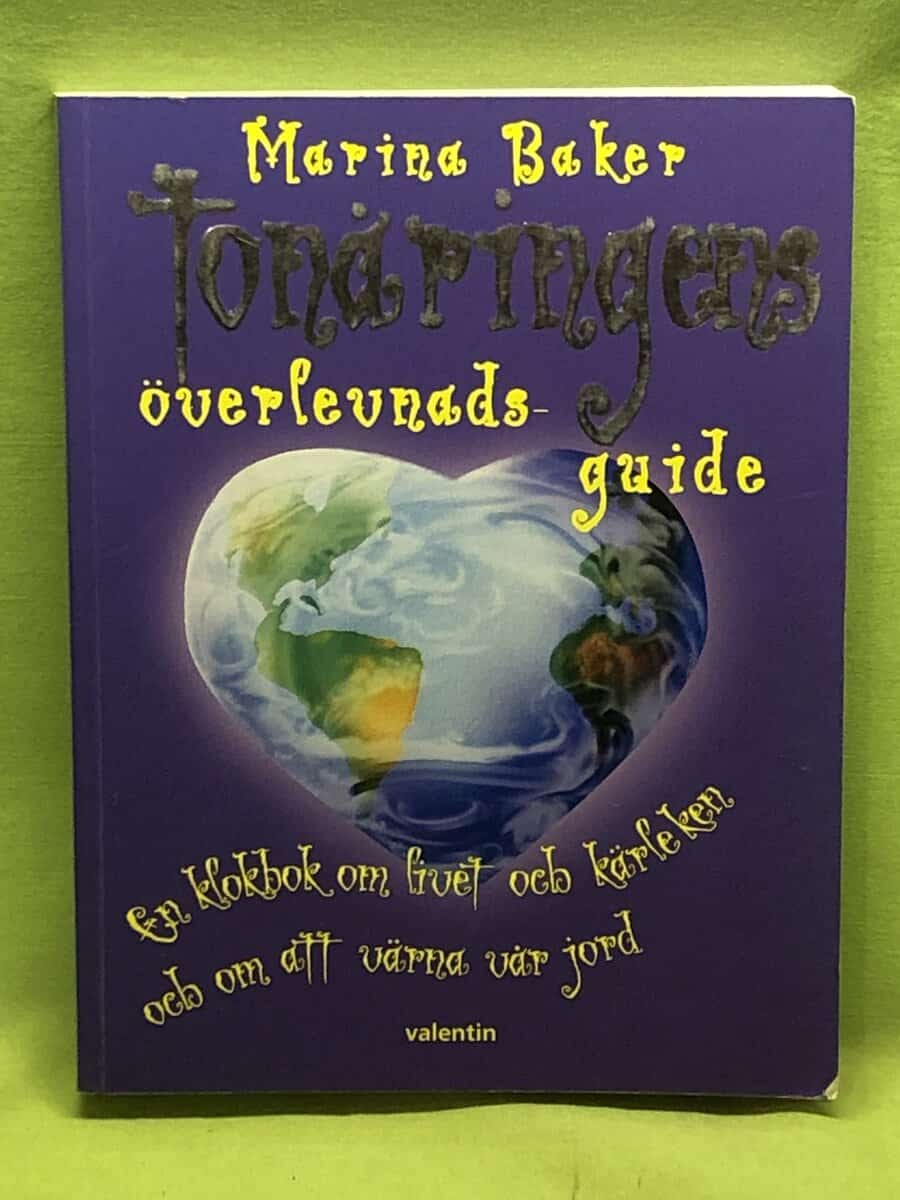 Marina Baker
Tonåringens
överlevnads-
guide
En klokbok om livet och kärleken
och om att värna vår jord
valentin